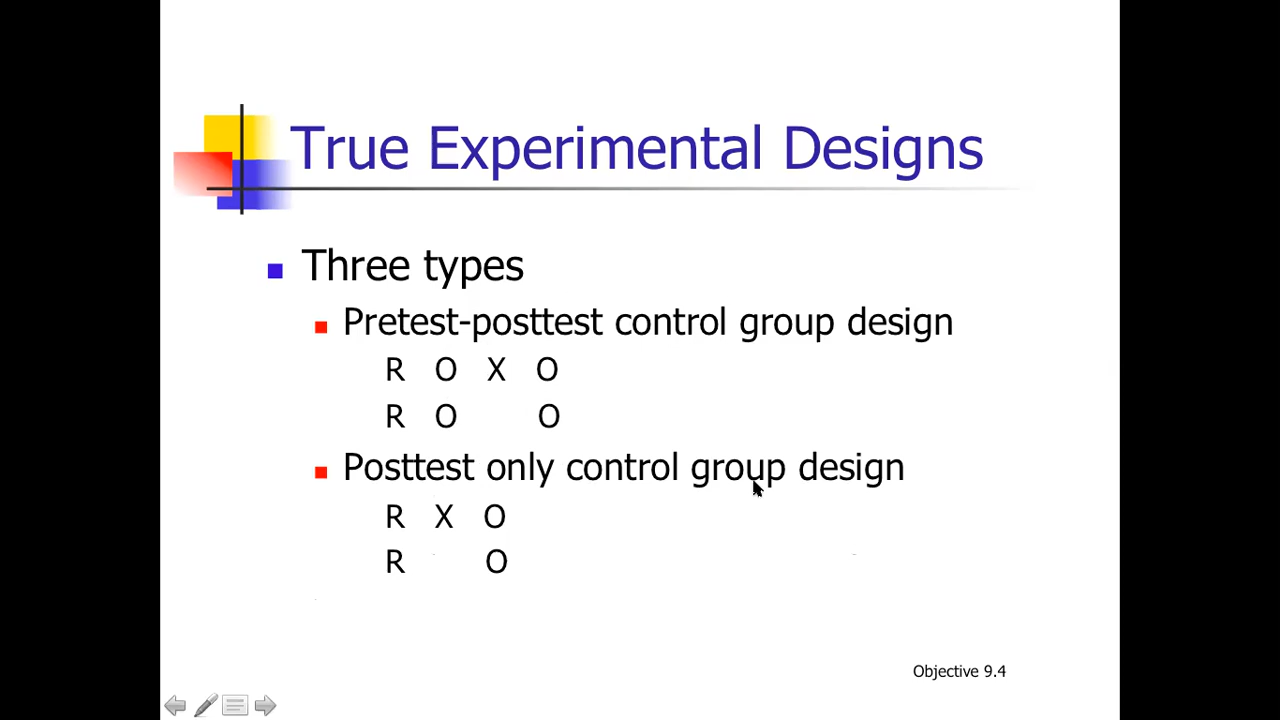 True Experimental Designs
Three types
Pretest-posttest control group design
R O X O
R O O
Posttest only control group design
R X O
R O
Objective 9.4